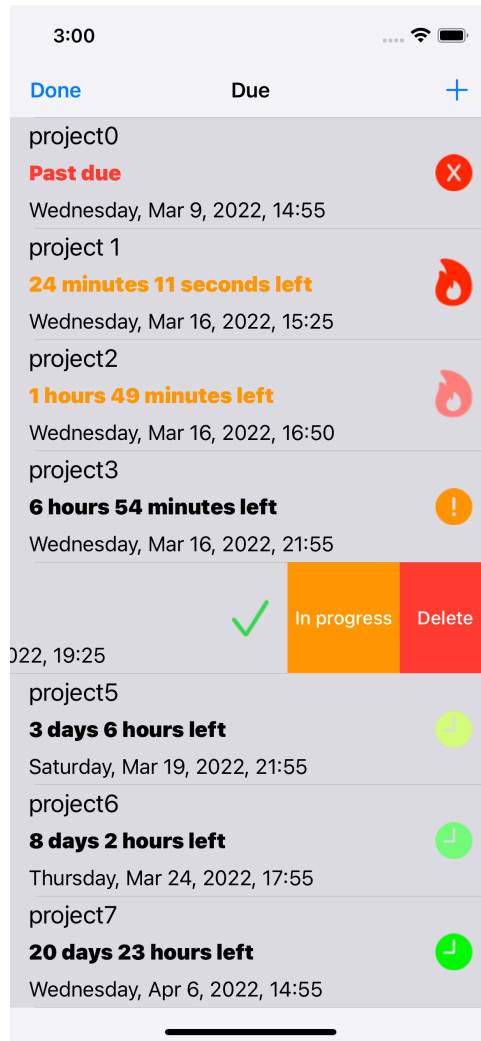 3:00
Done Due +
project0
Past due
Wednesday, Mar 9, 2022, 14:55
project 1
24 minutes 11 seconds left
Wednesday, Mar 16, 2022, 15:25
project2
1 hours 49 minutes left
Wednesday, Mar 16, 2022, 16:50
project3
6 hours 54 minutes left
Wednesday, Mar 16, 2022, 21:55
In progress Delete
022, 19:25
project5
3 days 6 hours left
Saturday, Mar 19, 2022, 21:55
project6
8 days 2 hours left
Thursday, Mar 24, 2022, 17:55
project7
20 days 23 hours left
Wednesday, Apr 6, 2022, 14:55